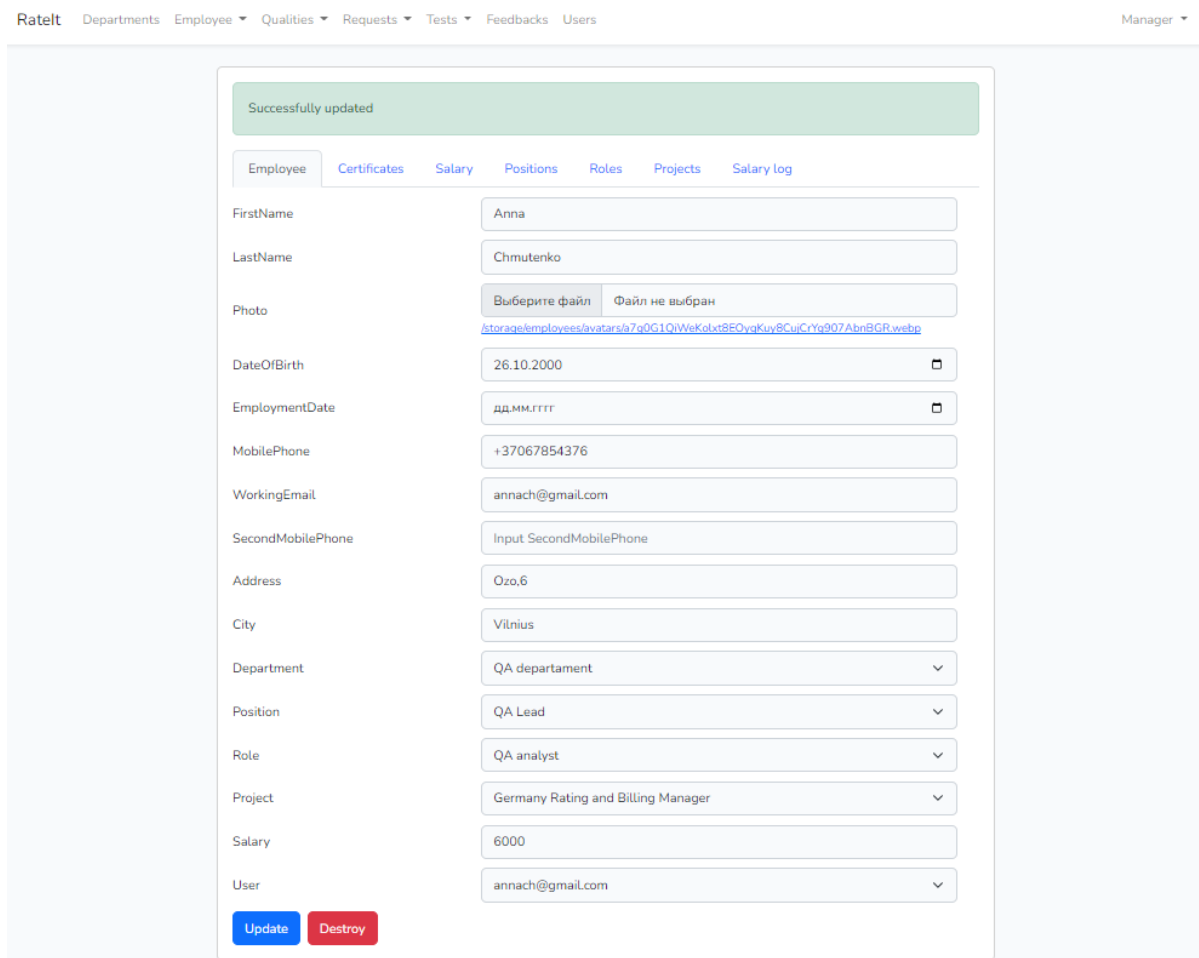 RateIt Departments Employee Qualities Requests Tests Feedbacks Users Manager
Successfully updated
Employee Certificates Salary Positions Roles Projects Salary log
FirstName Anna
LastName Chmutenko
Photo Выберите файл Файл не выбран
/storage/employees/avatars/a7q0G1QiWeKolxt8EOyqKuy8CujCrYq907AbnBGR.webp
DateOfBirth 26.10.2000
EmploymentDate дд.мм.гггг
MobilePhone +37067854376
WorkingEmail annach@gmail.com
SecondMobilePhone Input SecondMobilePhone
Address Ozo,6
City Vilnius
Department QA departament
Position QA Lead
Role QA analyst
Project Germany Rating and Billing Manager
Salary 6000
User annach@gmail.com
Update Destroy